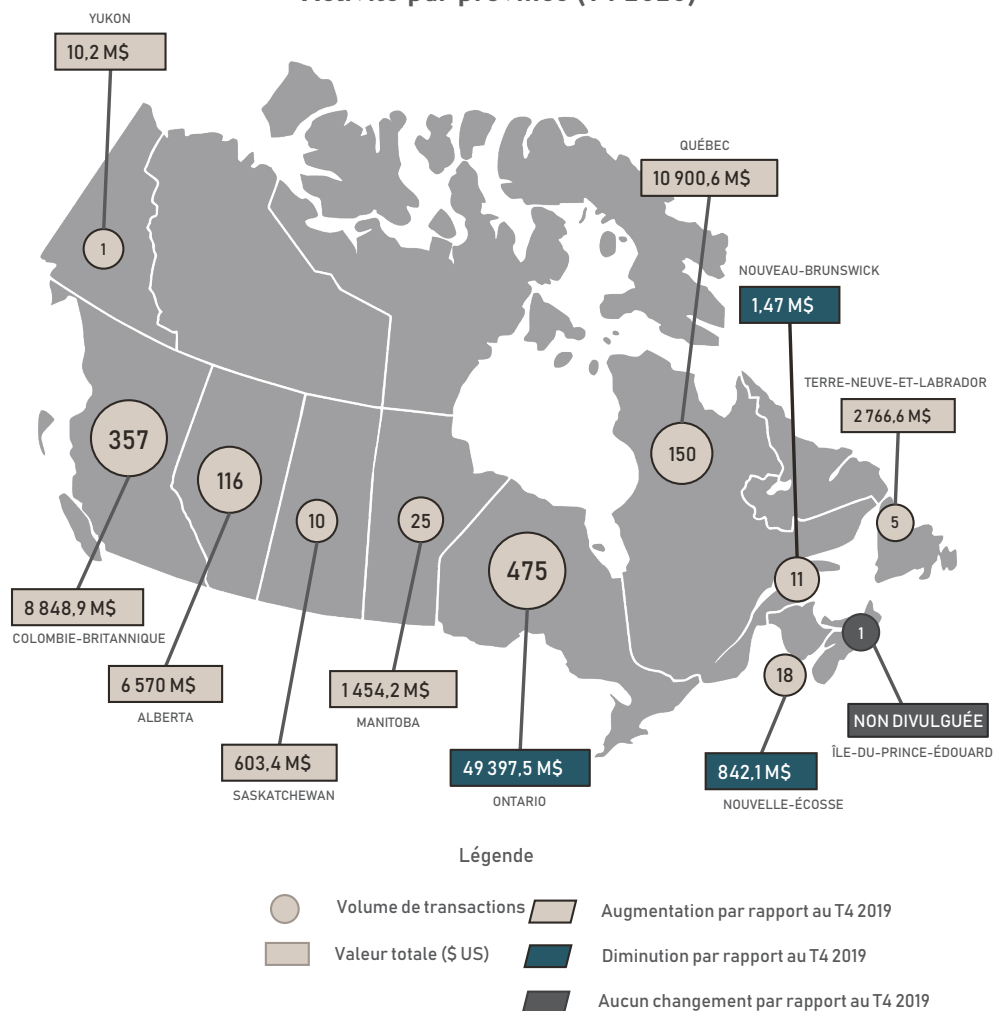 YUKON
10,2 M$
1
QUÉBEC
10 900,6 M$
150
NOUVEAU-BRUNSWICK
1,47 M$
11
TERRE-NEUVE-ET-LABRADOR
2 766,6 M$
5
357
8 848,9 M$
COLOMBIE-BRITANNIQUE
116
6 570 M$
ALBERTA
10
603,4 M$
SASKATCHEWAN
25
1 454,2 M$
MANITOBA
475
49 397,5 M$
ONTARIO
18
842,1 M$
NOUVELLE-ÉCOSSE
1
NON DIVULGUÉE
ÎLE-DU-PRINCE-ÉDOUARD
Légende
Volume de transactions
Valeur totale ($ US)
Augmentation par rapport au T4 2019
Diminution par rapport au T4 2019
Aucun changement par rapport au T4 2019